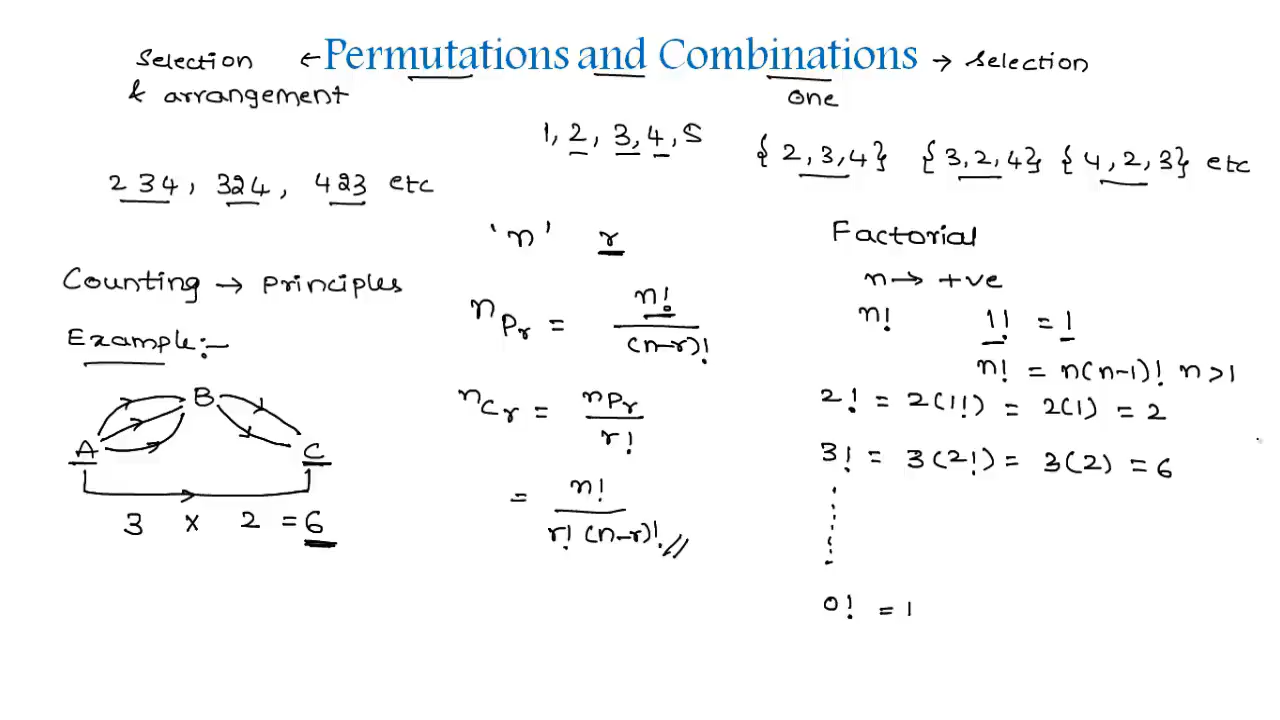 Selection ← Permutations and Combinations → Selection
& arrangement
one
1, 2, 3, 4, 5
{ 2, 3, 4} { 3, 2, 4} { 4, 2, 3} etc
2 3 4, 324, 423 etc
'n' r
Counting → principles
nPr = n! / (n-r)!
nCr = nPr / r!
= n! / r! (n-r)! //
Example:-
A B C
3 x 2 = 6
Factorial
n → +ve
n! 1! = 1
n! = n(n-1)! n > 1
2! = 2(1!) = 2(1) = 2
3! = 3(2!) = 3(2) = 6
0! = 1